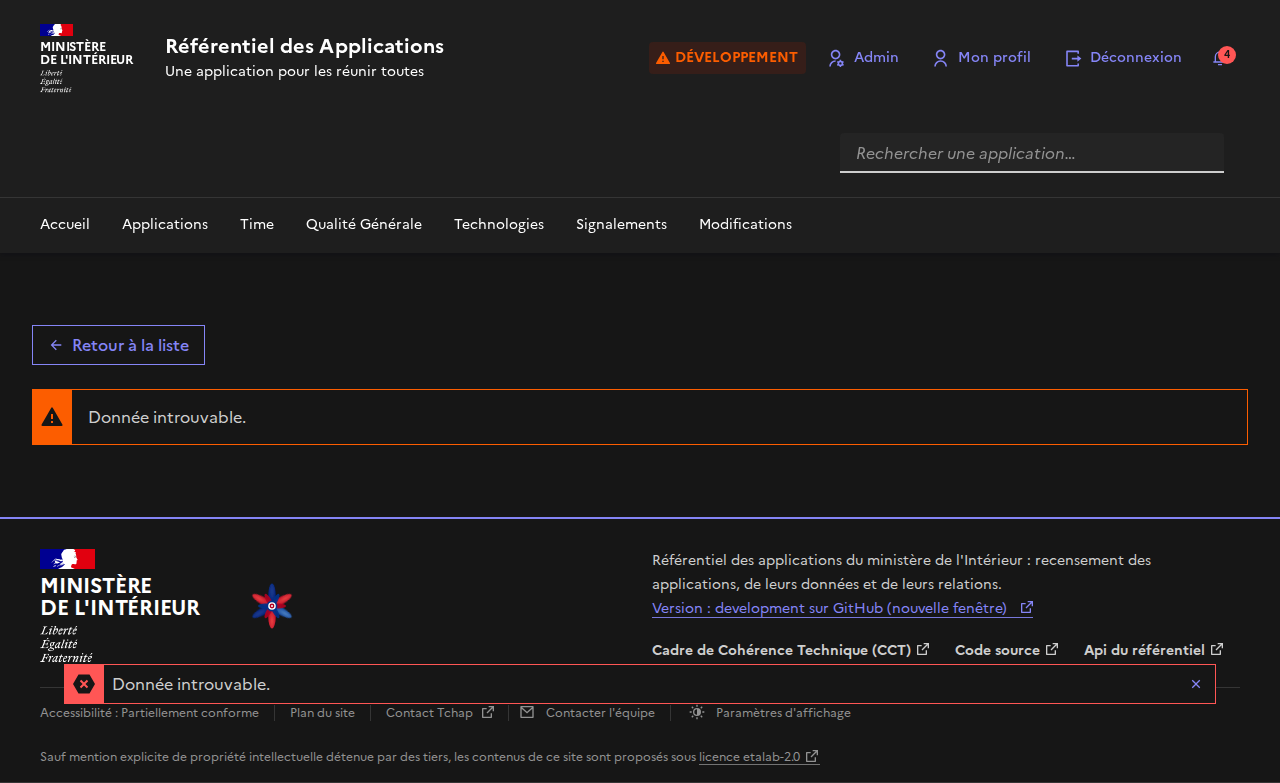 MINISTÈRE
DE L'INTÉRIEUR
Liberté
Égalité
Fraternité
Référentiel des Applications
Une application pour les réunir toutes
DÉVELOPPEMENT
Admin
Mon profil
Déconnexion
4
Rechercher une application…
Accueil
Applications
Time
Qualité Générale
Technologies
Signalements
Modifications
Retour à la liste
Donnée introuvable.
MINISTÈRE
DE L'INTÉRIEUR
Liberté
Égalité
Fraternité
Référentiel des applications du ministère de l'Intérieur : recensement des
applications, de leurs données et de leurs relations.
Version : development sur GitHub (nouvelle fenêtre)
Cadre de Cohérence Technique (CCT)
Code source
Api du référentiel
Donnée introuvable.
Accessibilité : Partiellement conforme
Plan du site
Contact Tchap
Contacter l'équipe
Paramètres d'affichage
Sauf mention explicite de propriété intellectuelle détenue par des tiers, les contenus de ce site sont proposés sous licence etalab-2.0